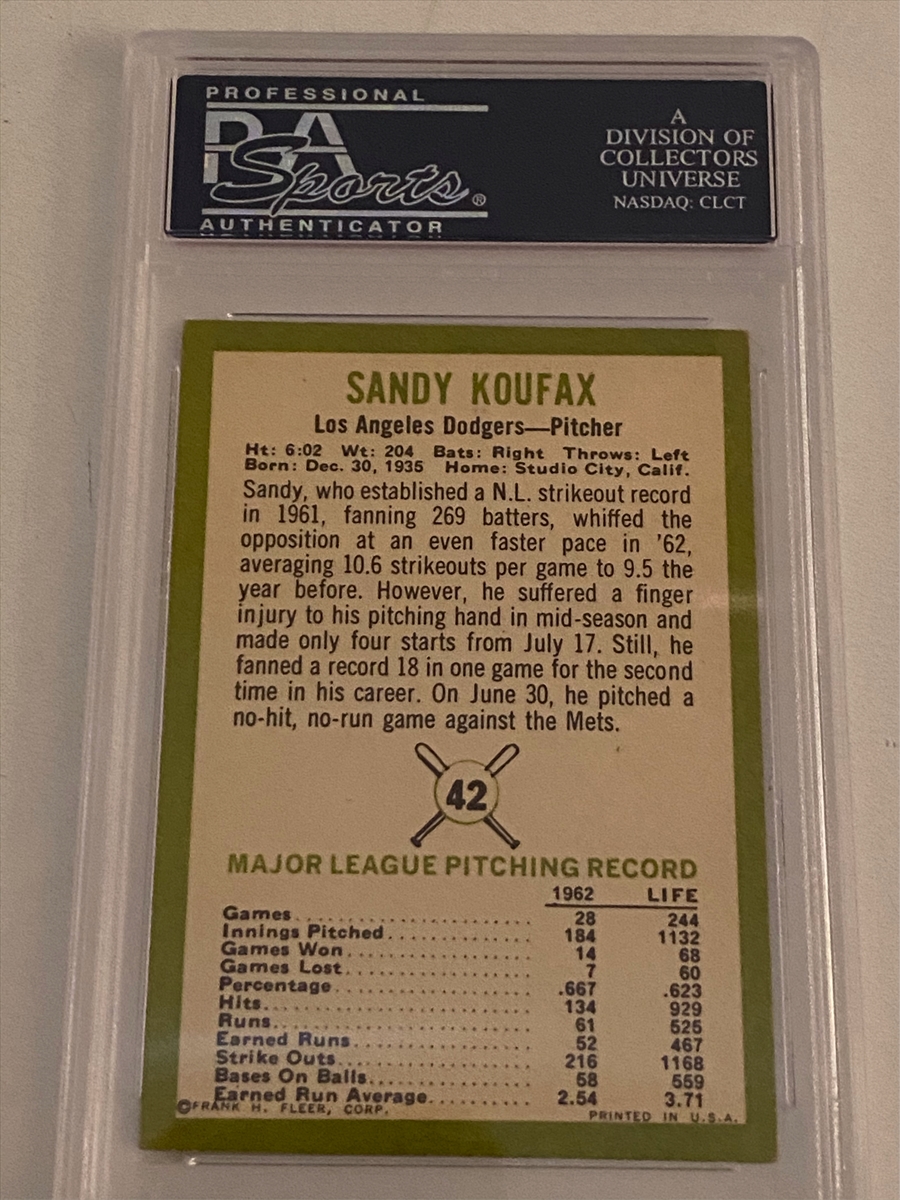 PROFESSIONAL
PSA
Sports®
AUTHENTICATOR
A
DIVISION OF
COLLECTORS
UNIVERSE
NASDAQ: CLCT
SANDY KOUFAX
Los Angeles Dodgers—Pitcher
Ht: 6:02 Wt: 204 Bats: Right Throws: Left
Born: Dec. 30, 1935 Home: Studio City, Calif.
Sandy, who established a N.L. strikeout record
in 1961, fanning 269 batters, whiffed the
opposition at an even faster pace in '62,
averaging 10.6 strikeouts per game to 9.5 the
year before. However, he suffered a finger
injury to his pitching hand in mid-season and
made only four starts from July 17. Still, he
fanned a record 18 in one game for the second
time in his career. On June 30, he pitched a
no-hit, no-run game against the Mets.
42
MAJOR LEAGUE PITCHING RECORD
1962 LIFE
Games 28 244
Innings Pitched 184 1132
Games Won 14 68
Games Lost 7 60
Percentage .667 .623
Hits 134 929
Runs 61 525
Earned Runs 52 467
Strike Outs 216 1168
Bases On Balls 58 559
Earned Run Average 2.54 3.71
©FRANK H. FLEER, CORP. PRINTED IN U.S.A.